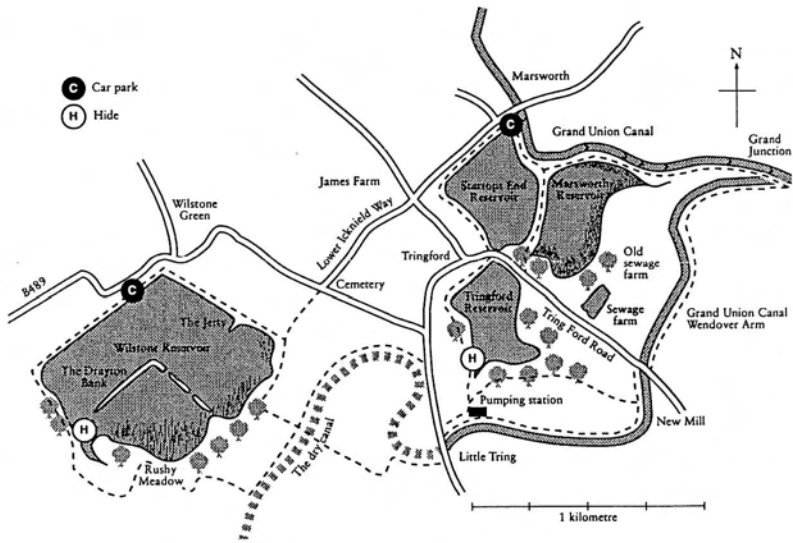 Marsworth
N
C Car park
H Hide
C
Grand Union Canal
Grand
Junction
James Farm
Startops End
Reservoir
Marsworth
Reservoir
Wilstone
Green
Lower Icknield Way
Tringford
Old
sewage
farm
B489
C
Cemetery
Tringford
Reservoir
Sewage
farm
Grand Union Canal
Wendover Arm
The Jetty
Wilstone Reservoir
Tring Ford Road
The Drayton
Bank
H
Pumping station
H
New Mill
Rushy
Meadow
The dry canal
Little Tring
1 kilometre